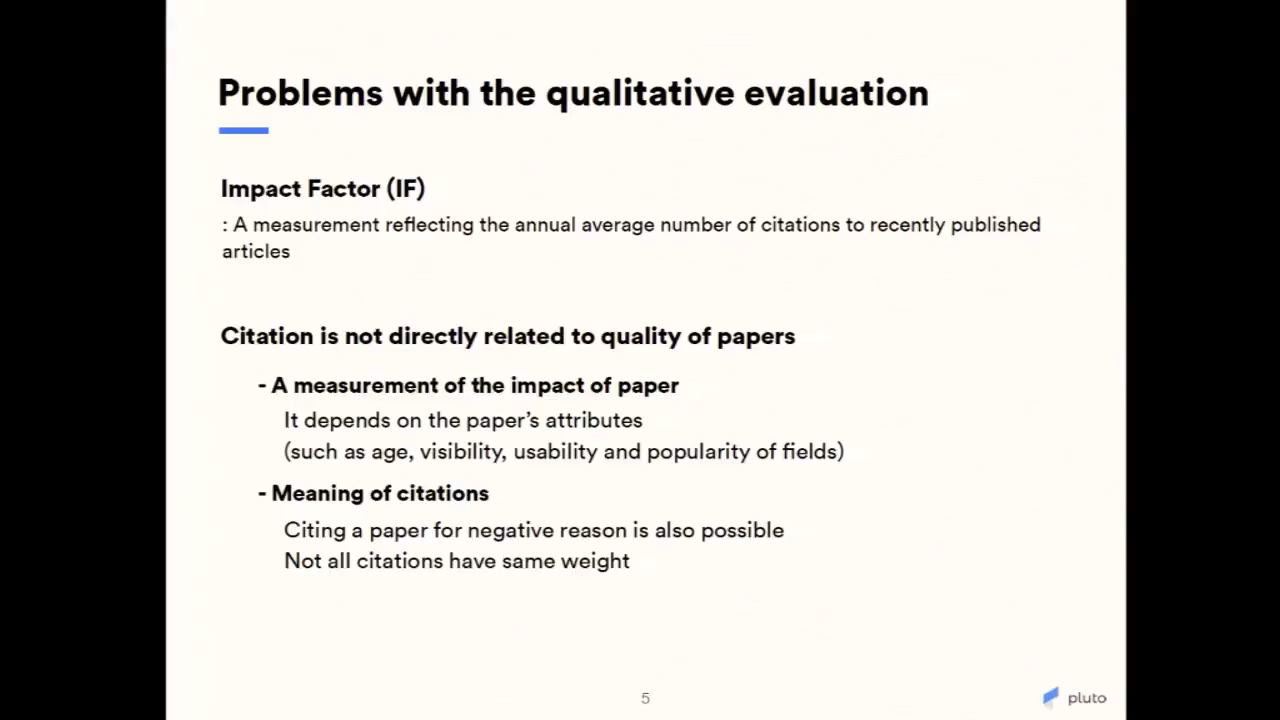 Problems with the qualitative evaluation
Impact Factor (IF)
: A measurement reflecting the annual average number of citations to recently published
articles
Citation is not directly related to quality of papers
- A measurement of the impact of paper
It depends on the paper's attributes
(such as age, visibility, usability and popularity of fields)
- Meaning of citations
Citing a paper for negative reason is also possible
Not all citations have same weight
5
pluto